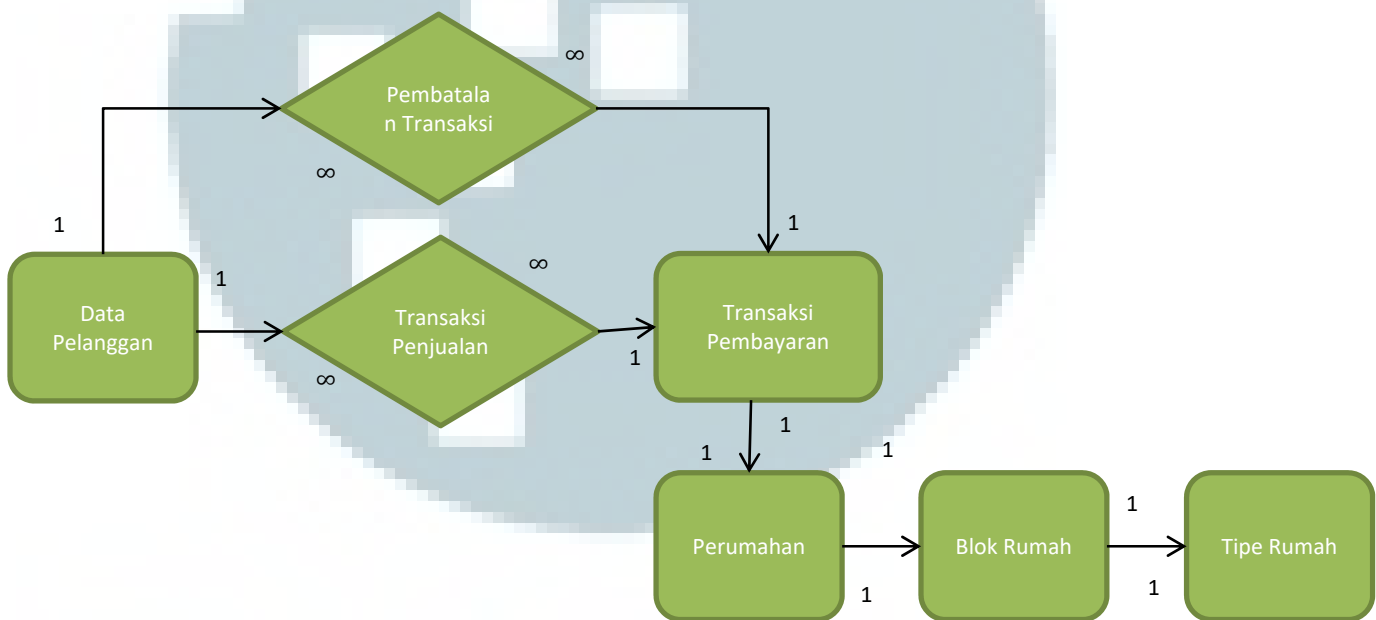 ∞
Pembatala
n Transaksi
∞
1
1
1
∞
Data
Pelanggan
Transaksi
Penjualan
Transaksi
Pembayaran
1
∞
1
1
1
Perumahan
Blok Rumah
1
Tipe Rumah
1
1